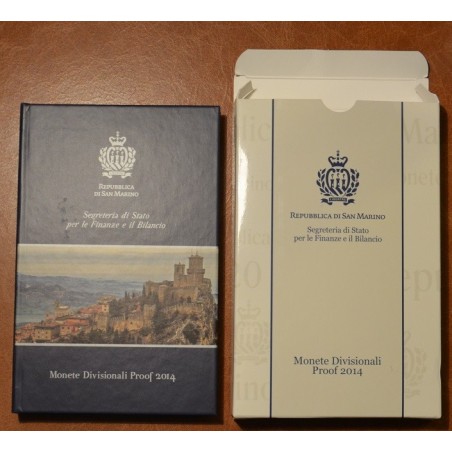 REPUBBLICA
DI SAN MARINO
Segreteria di Stato
per le Finanze e il Bilancio
Monete Divisionali Proof 2014
REPUBBLICA DI SAN MARINO
Segreteria di Stato
per le Finanze e il Bilancio
Monete Divisionali
Proof 2014